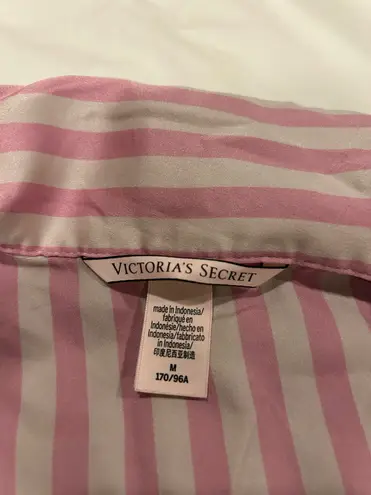 VICTORIA'S SECRET
made in Indonesia/
fabriqué en
Indonésie/hecho en
Indonesia/fabbricato
in Indonesia/
印度尼西亚制造
M
170/96A